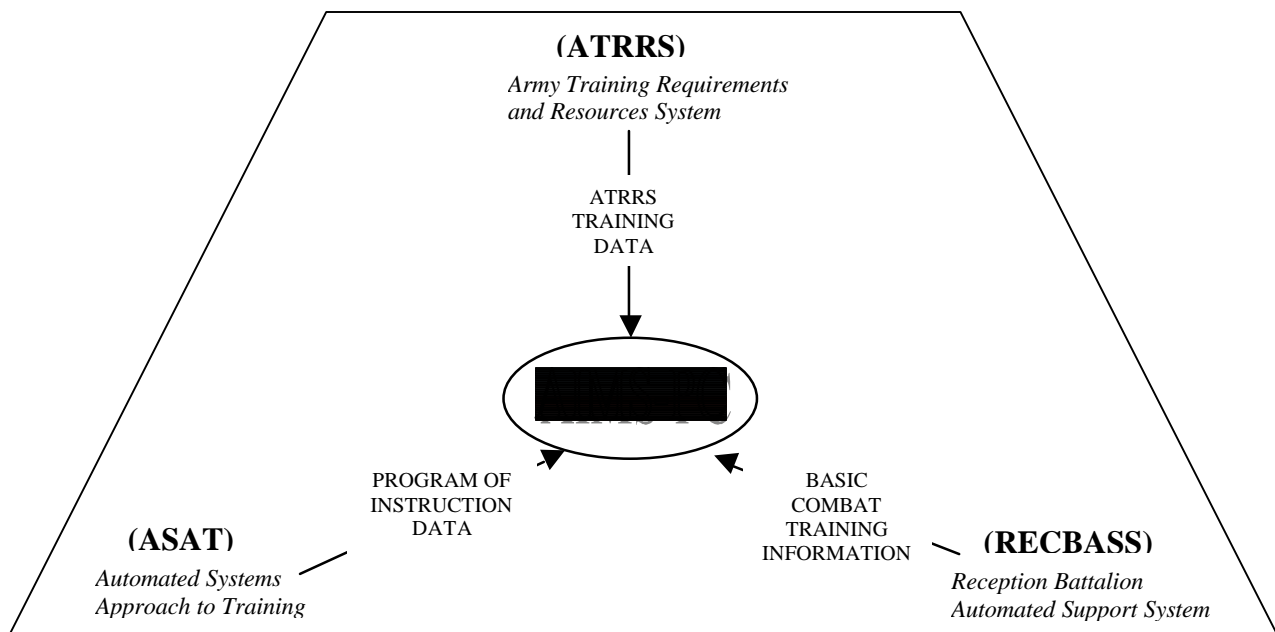 (ATRRS)
Army Training Requirements
and Resources System
ATRRS
TRAINING
DATA
PROGRAM OF
INSTRUCTION
DATA
BASIC
COMBAT
TRAINING
INFORMATION
(ASAT)
Automated Systems
Approach to Training
(RECBASS)
Reception Battalion
Automated Support System